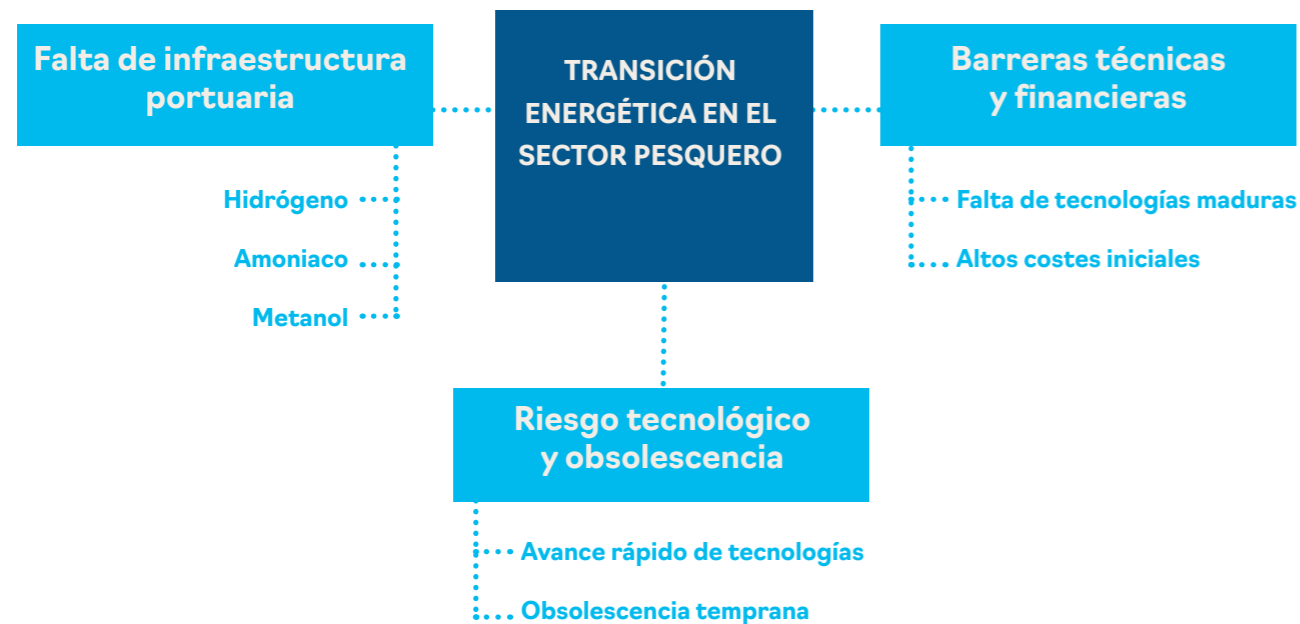 TRANSICIÓN
ENERGÉTICA EN EL
SECTOR PESQUERO
Falta de infraestructura
portuaria
Hidrógeno
Amoniaco
Metanol
Barreras técnicas
y financieras
Falta de tecnologías maduras
Altos costes iniciales
Riesgo tecnológico
y obsolescencia
Avance rápido de tecnologías
Obsolescencia temprana